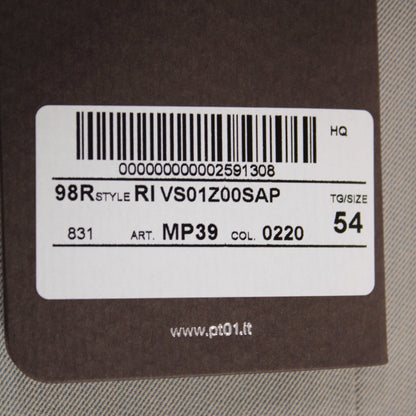 HQ
000000000002591308
98R STYLE RI VS01Z00SAP TG/SIZE
831 ART. MP39 COL. 0220 54
www.pt01.it